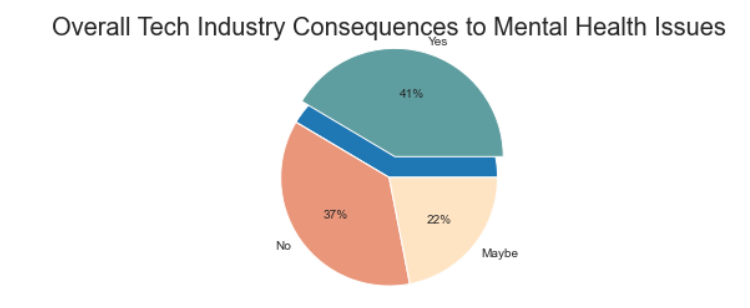 Overall Tech Industry Consequences to Mental Health Issues
Yes
41%
37%
22%
No
Maybe